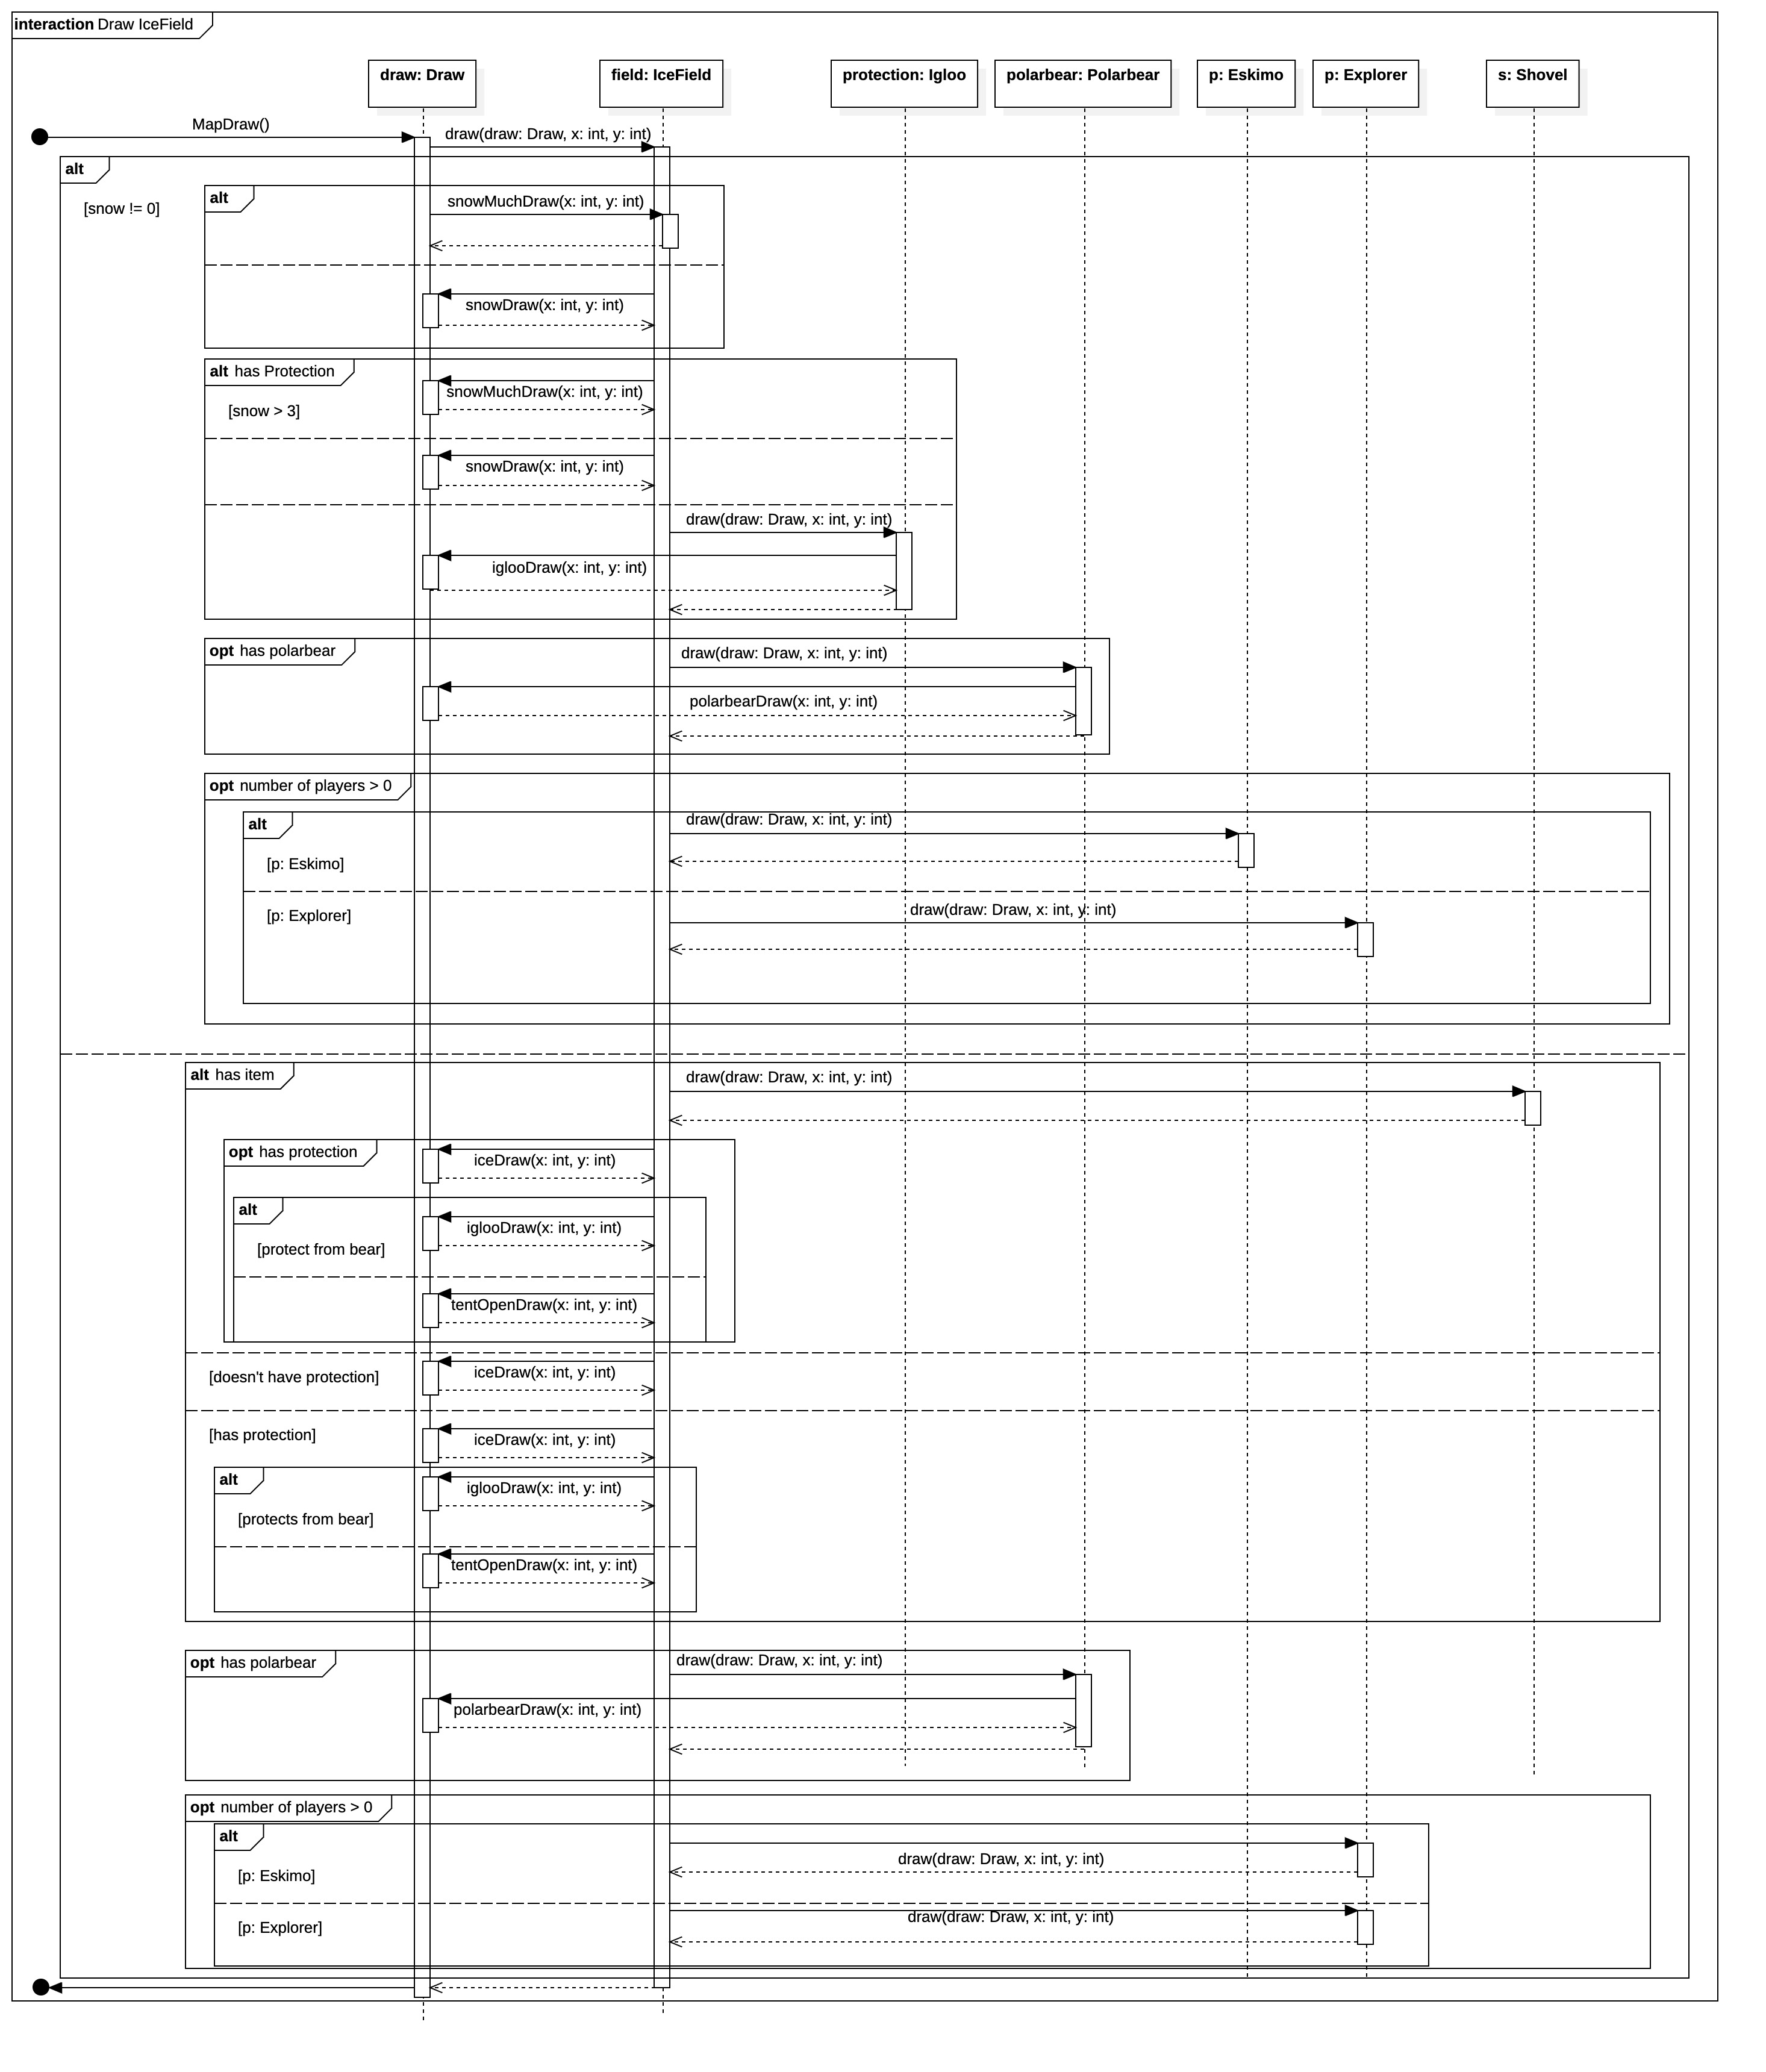 interaction Draw IceField
draw: Draw
field: IceField
protection: Igloo
polarbear: Polarbear
p: Eskimo
p: Explorer
s: Shovel
MapDraw()
draw(draw: Draw, x: int, y: int)
alt
[snow != 0]
alt
snowMuchDraw(x: int, y: int)
snowDraw(x: int, y: int)
alt has Protection
snowMuchDraw(x: int, y: int)
[snow > 3]
snowDraw(x: int, y: int)
draw(draw: Draw, x: int, y: int)
iglooDraw(x: int, y: int)
opt has polarbear
draw(draw: Draw, x: int, y: int)
polarbearDraw(x: int, y: int)
opt number of players > 0
alt
draw(draw: Draw, x: int, y: int)
[p: Eskimo]
[p: Explorer]
draw(draw: Draw, x: int, y: int)
alt has item
draw(draw: Draw, x: int, y: int)
opt has protection
iceDraw(x: int, y: int)
alt
iglooDraw(x: int, y: int)
[protect from bear]
tentOpenDraw(x: int, y: int)
[doesn't have protection]
iceDraw(x: int, y: int)
[has protection]
iceDraw(x: int, y: int)
alt
iglooDraw(x: int, y: int)
[protects from bear]
tentOpenDraw(x: int, y: int)
opt has polarbear
draw(draw: Draw, x: int, y: int)
polarbearDraw(x: int, y: int)
opt number of players > 0
alt
draw(draw: Draw, x: int, y: int)
[p: Eskimo]
draw(draw: Draw, x: int, y: int)
[p: Explorer]